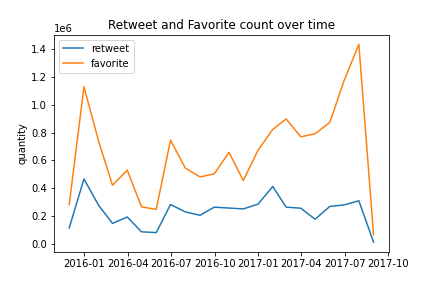 Retweet and Favorite count over time
1e6
retweet
favorite
1.4
1.2
1.0
0.8
0.6
0.4
0.2
0.0
quantity
2016-01 2016-04 2016-07 2016-10 2017-01 2017-04 2017-07 2017-10